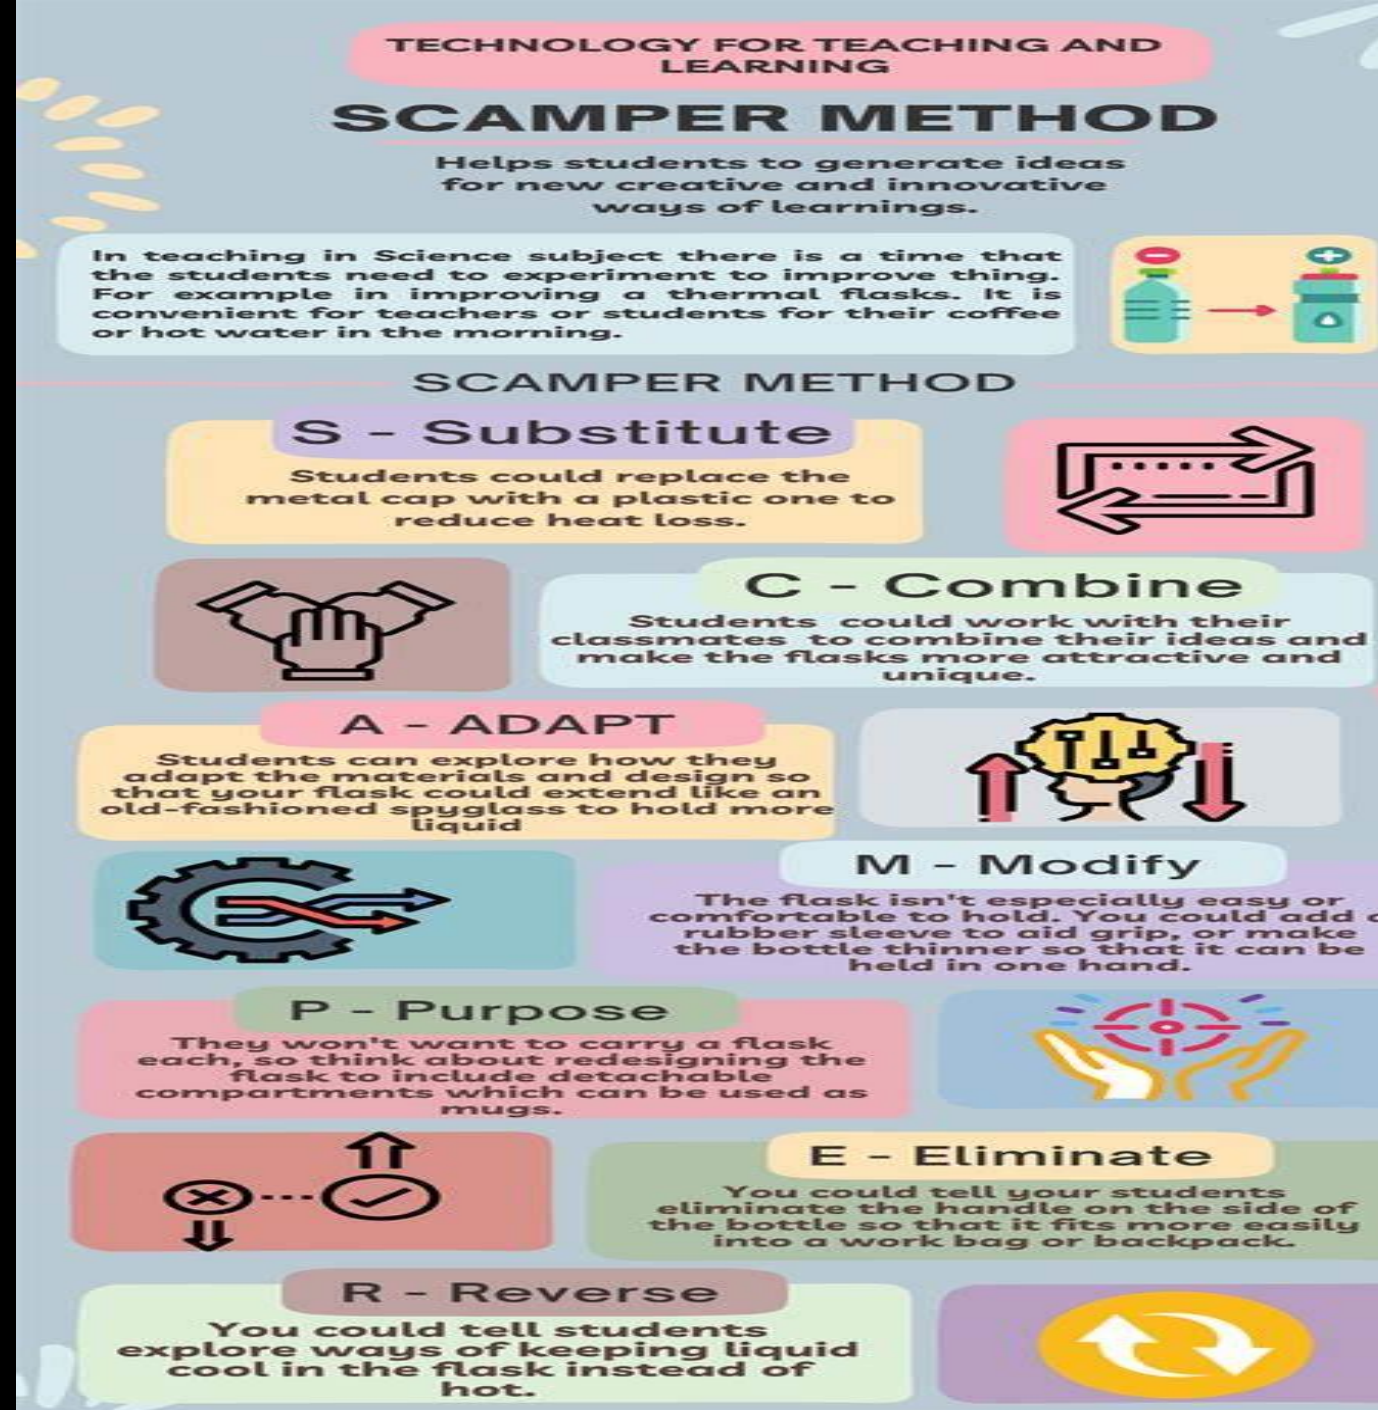 TECHNOLOGY FOR TEACHING AND
LEARNING
SCAMPER METHOD
Helps students to generate ideas
for new creative and innovative
ways of learnings.
In teaching in Science subject there is a time that
the students need to experiment to improve thing.
For example in improving a thermal flasks. It is
convenient for teachers or students for their coffee
or hot water in the morning.
SCAMPER METHOD
S - Substitute
Students could replace the
metal cap with a plastic one to
reduce heat loss.
C - Combine
Students could work with their
classmates to combine their ideas and
make the flasks more attractive and
unique.
A - ADAPT
Students can explore how they
adapt the materials and design so
that your flask could extend like an
old-fashioned spyglass to hold more
liquid
M - Modify
The flask isn't especially easy or
comfortable to hold. You could add
rubber sleeve to aid grip, or make
the bottle thinner so that it can be
held in one hand.
P - Purpose
They won't want to carry a flask
each, so think about redesigning the
flask to include detachable
compartments which can be used as
mugs.
E - Eliminate
You could tell your students
eliminate the handle on the side of
the bottle so that it fits more easily
into a work bag or backpack.
R - Reverse
You could tell students
explore ways of keeping liquid
cool in the flask instead of
hot.